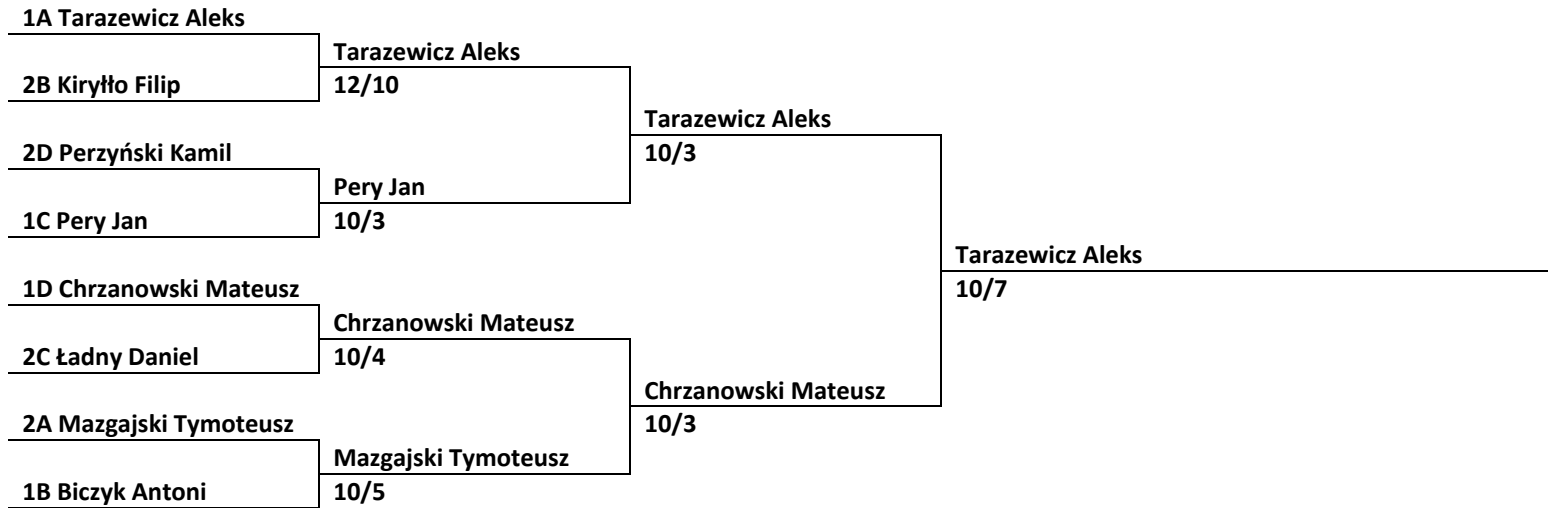 1A Tarazewicz Aleks
Tarazewicz Aleks
2B Kiryłło Filip
12/10
Tarazewicz Aleks
2D Perzyński Kamil
10/3
Pery Jan
1C Pery Jan
10/3
Tarazewicz Aleks
1D Chrzanowski Mateusz
10/7
Chrzanowski Mateusz
2C Ładny Daniel
10/4
Chrzanowski Mateusz
2A Mazgajski Tymoteusz
10/3
Mazgajski Tymoteusz
1B Biczyk Antoni
10/5